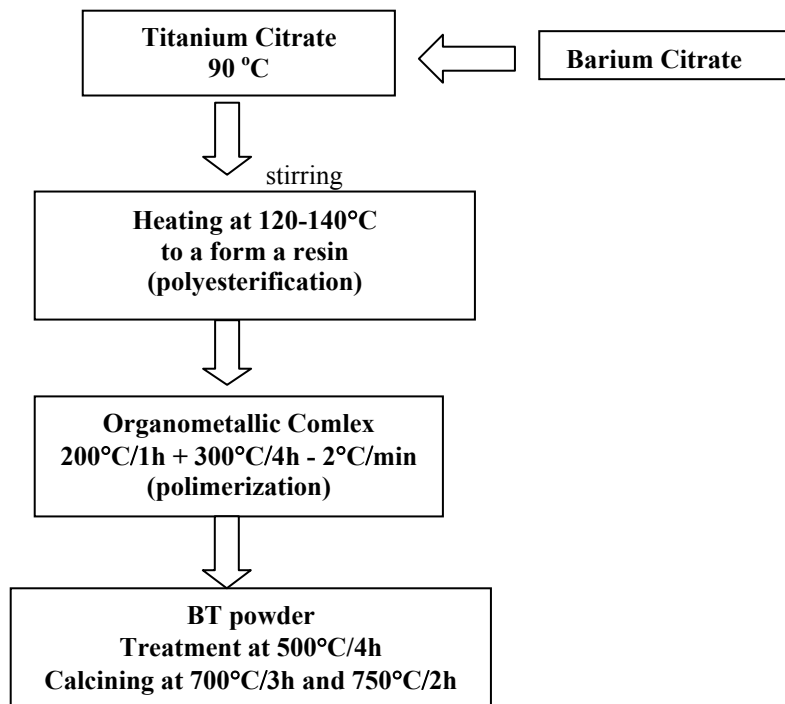 Titanium Citrate
90 °C
Barium Citrate
stirring
Heating at 120-140°C
to a form a resin
(polyesterification)
Organometallic Comlex
200°C/1h + 300°C/4h - 2°C/min
(polimerization)
BT powder
Treatment at 500°C/4h
Calcining at 700°C/3h and 750°C/2h